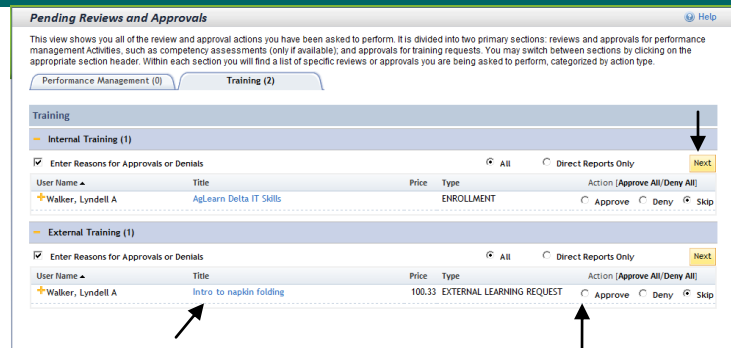 Pending Reviews and Approvals
Help
This view shows you all of the review and approval actions you have been asked to perform. It is divided into two primary sections: reviews and approvals for performance
management Activities, such as competency assessments (only if available); and approvals for training requests. You may switch between sections by clicking on the
appropriate section header. Within each section you will find a list of specific reviews or approvals you are being asked to perform, categorized by action type.
Performance Management (0) Training (2)
Training
Internal Training (1)
Enter Reasons for Approvals or Denials All Direct Reports Only Next
User Name Title Price Type Action [Approve All/Deny All]
Walker, Lyndell A AgLearn Delta IT Skills ENROLLMENT Approve Deny Skip
External Training (1)
Enter Reasons for Approvals or Denials All Direct Reports Only Next
User Name Title Price Type Action [Approve All/Deny All]
Walker, Lyndell A Intro to napkin folding 100.33 EXTERNAL LEARNING REQUEST Approve Deny Skip